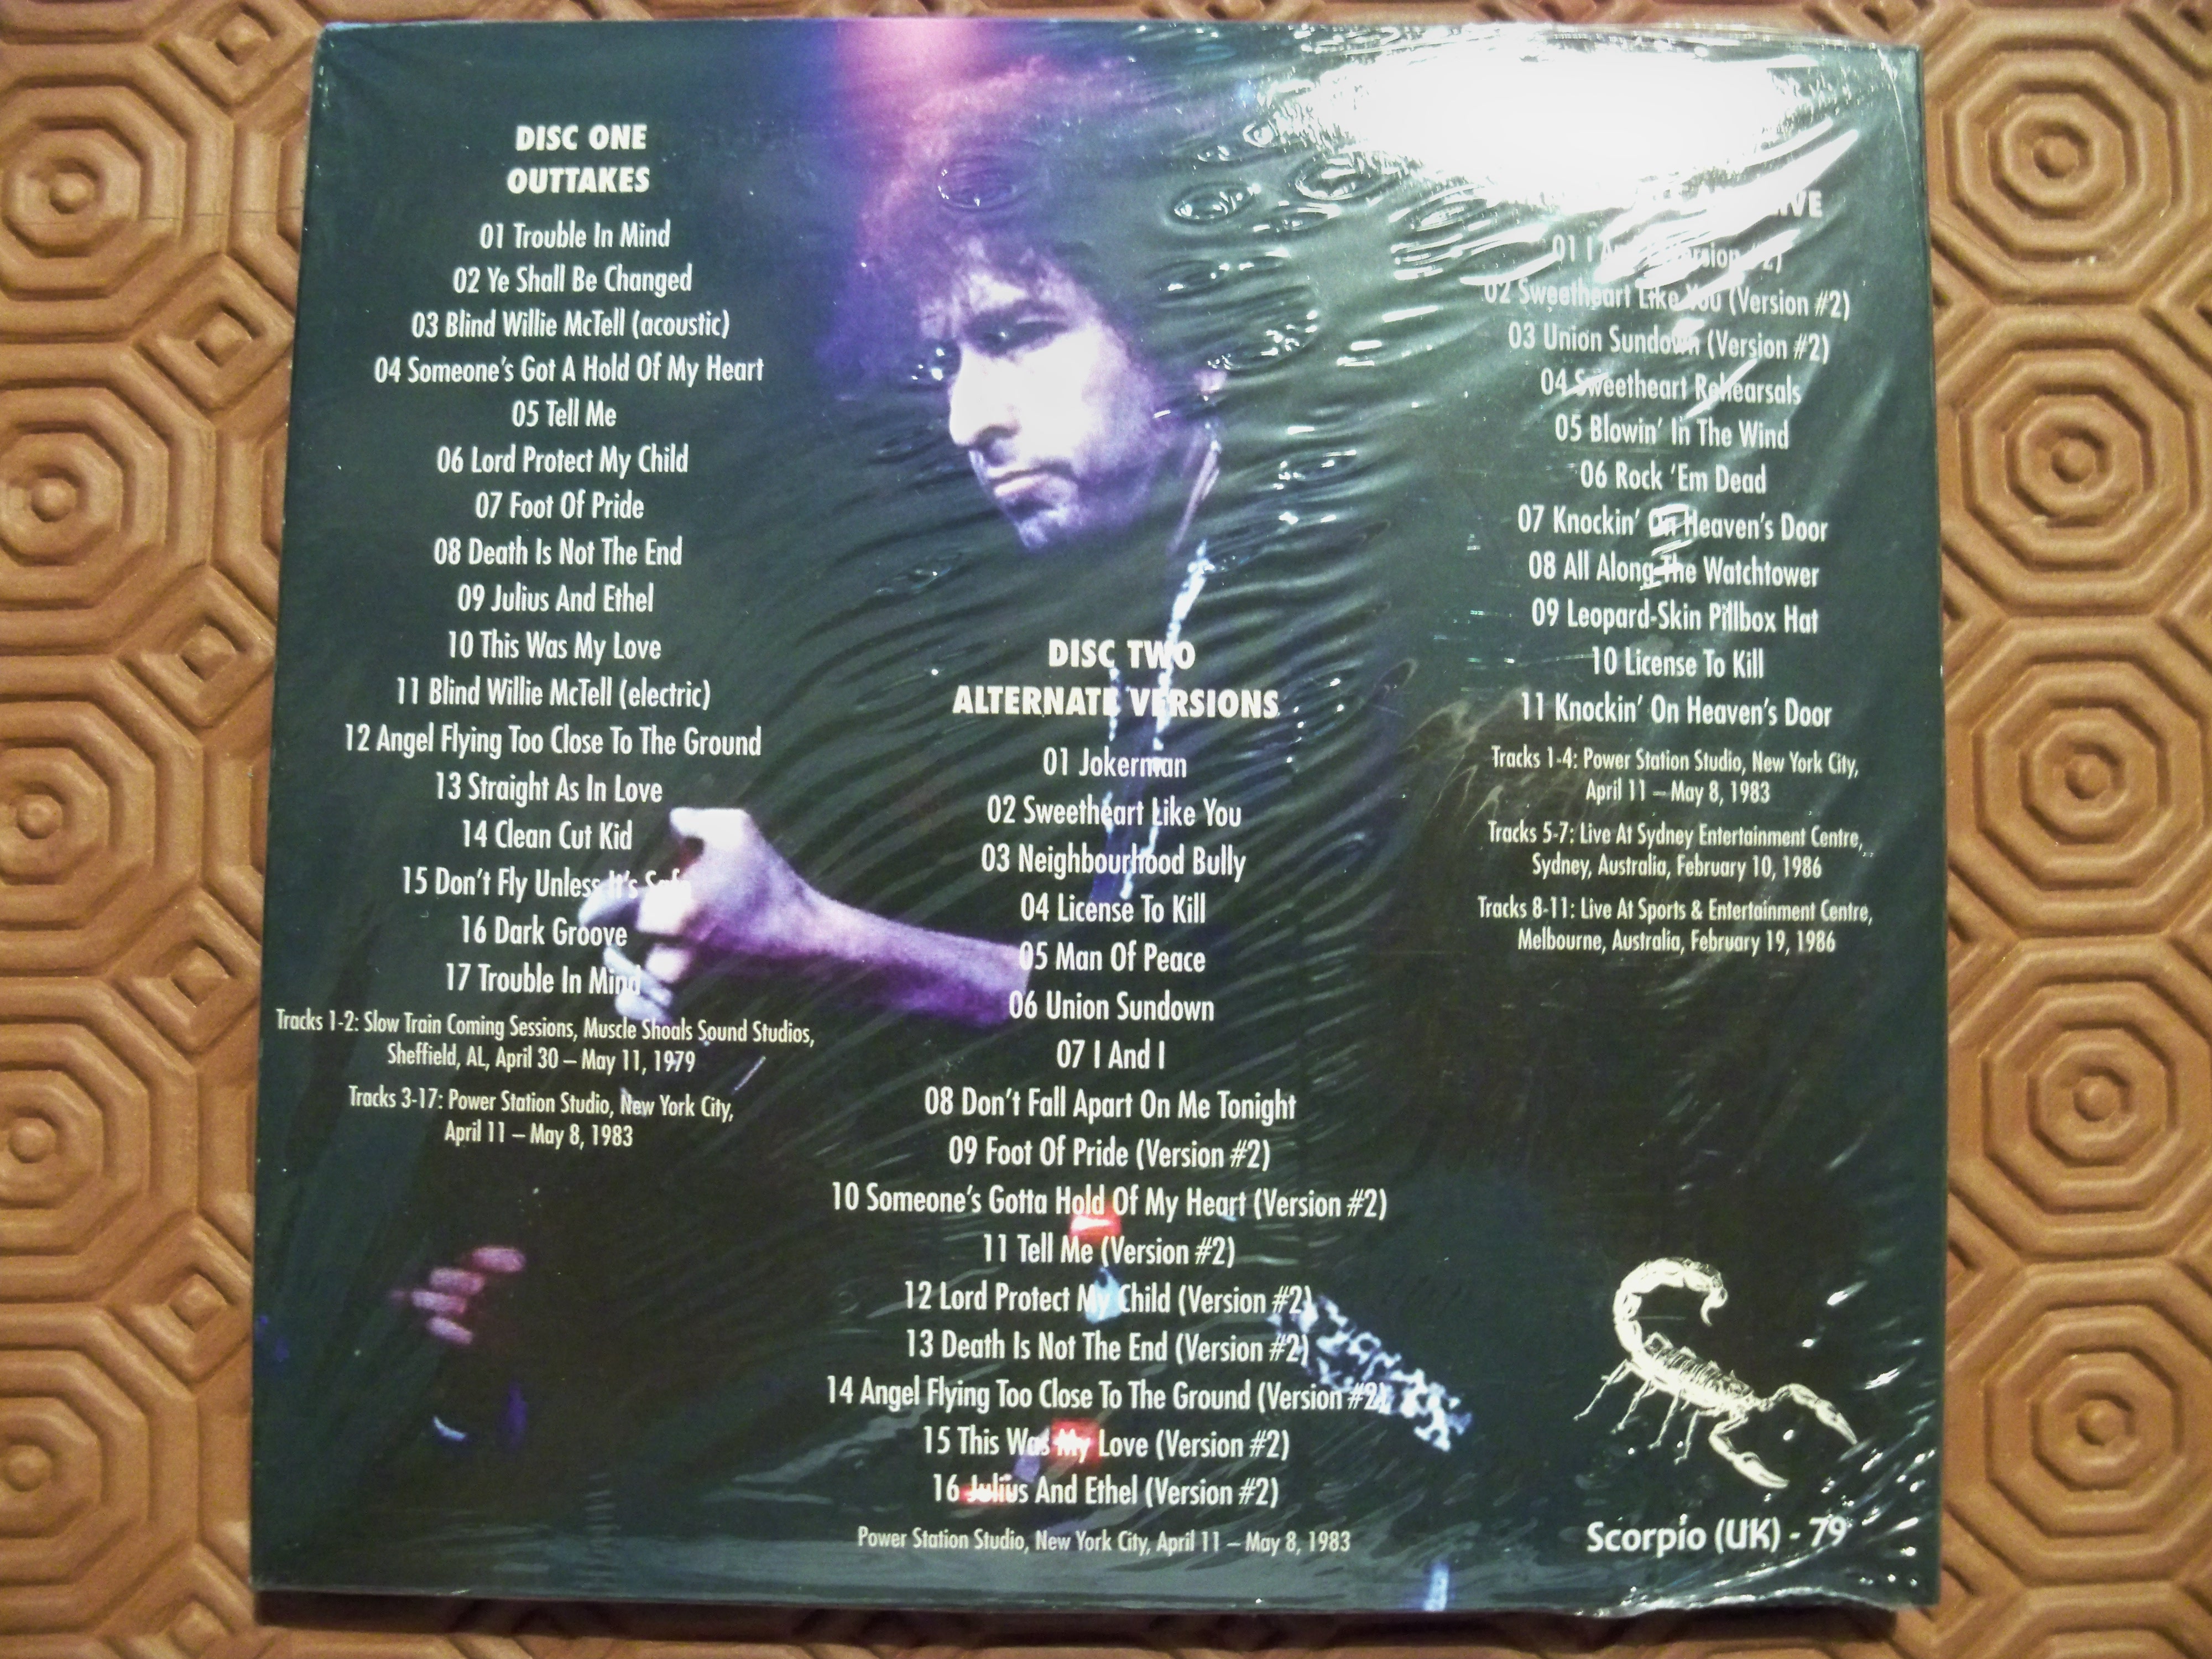 DISC ONE
OUTTAKES
01 Trouble In Mind
02 Ye Shall Be Changed
03 Blind Willie McTell (acoustic)
04 Someone's Got A Hold Of My Heart
05 Tell Me
06 Lord Protect My Child
07 Foot Of Pride
08 Death Is Not The End
09 Julius And Ethel
10 This Was My Love
11 Blind Willie McTell (electric)
12 Angel Flying Too Close To The Ground
13 Straight As In Love
14 Clean Cut Kid
15 Don't Fly Unless It's Safe
16 Dark Groove
17 Trouble In Mind
Tracks 1-2: Slow Train Coming Sessions, Muscle Shoals Sound Studios,
Sheffield, AL, April 30 – May 11, 1979
Tracks 3-17: Power Station Studio, New York City,
April 11 – May 8, 1983
DISC TWO
ALTERNATE VERSIONS
01 Jokerman
02 Sweetheart Like You
03 Neighbourhood Bully
04 License To Kill
05 Man Of Peace
06 Union Sundown
07 I And I
08 Don't Fall Apart On Me Tonight
09 Foot Of Pride (Version #2)
10 Someone's Gotta Hold Of My Heart (Version #2)
11 Tell Me (Version #2)
12 Lord Protect My Child (Version #2)
13 Death Is Not The End (Version #2)
14 Angel Flying Too Close To The Ground (Version #2)
15 This Was My Love (Version #2)
16 Julius And Ethel (Version #2)
Power Station Studio, New York City, April 11 – May 8, 1983
01 I (Version #2)
02 Sweetheart Like You (Version #2)
03 Union Sundown (Version #2)
04 Sweetheart Rehearsals
05 Blowin' In The Wind
06 Rock 'Em Dead
07 Knockin' On Heaven's Door
08 All Along The Watchtower
09 Leopard-Skin Pillbox Hat
10 License To Kill
11 Knockin' On Heaven's Door
Tracks 1-4: Power Station Studio, New York City,
April 11 – May 8, 1983
Tracks 5-7: Live At Sydney Entertainment Centre,
Sydney, Australia, February 10, 1986
Tracks 8-11: Live At Sports & Entertainment Centre,
Melbourne, Australia, February 19, 1986
Scorpio (UK) - 79